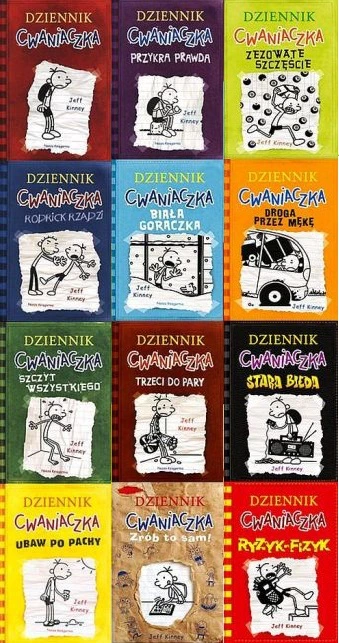 DZIENNIK
CWANIACZKA
Jeff
Kinney
Nasza Księgarnia
DZIENNIK
CWANIACZKA
PRZYKRA PRAWDA
Jeff
Kinney
Nasza Księgarnia
DZIENNIK
CWANIACZKA
ZEZOWATE
SZCZĘŚCIE
Jeff Kinney
DZIENNIK
CWANIACZKA
RODRICK RZĄDZI
Jeff
Kinney
Nasza Księgarnia
DZIENNIK
CWANIACZKA
BIAŁA
GORĄCZKA
Jeff
Kinney
Nasza Księgarnia
DZIENNIK
CWANIACZKA
DROGA
PRZEZ MĘKĘ
Jeff Kinney
DZIENNIK
CWANIACZKA
SZCZYT
WSZYSTKIEGO
Jeff
Kinney
Nasza Księgarnia
DZIENNIK
CWANIACZKA
TRZECI DO PARY
Jeff
Kinney
Nasza Księgarnia
DZIENNIK
CWANIACZKA
STARA BIDA
Jeff Kinney
DZIENNIK
CWANIACZKA
UBAW PO PACHY
Jeff
Kinney
Nasza Księgarnia
DZIENNIK
CWANIACZKA
Zrób to sam!
Jeff Kinney
DZIENNIK
CWANIACZKA
RYZYK-FIZYK
Jeff Kinney